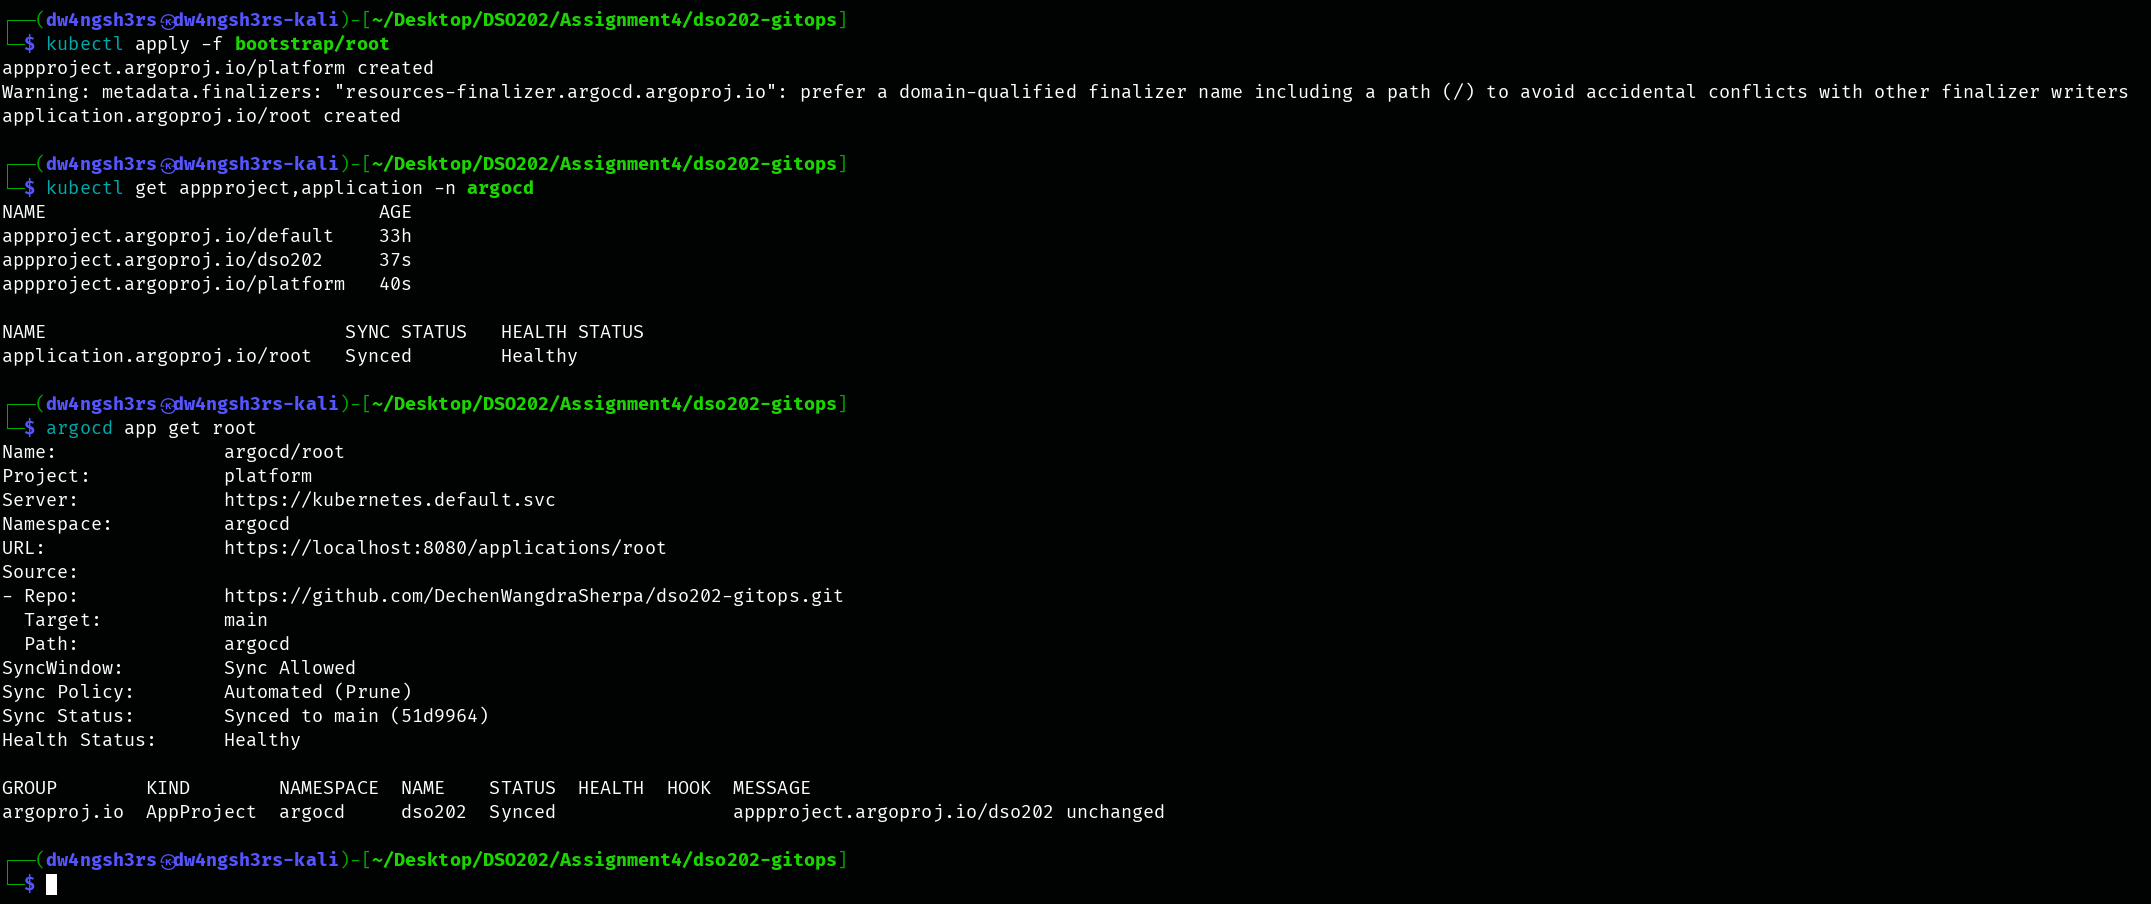 ┌──(dw4ngsh3rs㉿dw4ngsh3rs-kali)-[~/Desktop/DSO202/Assignment4/dso202-gitops]
└─$ kubectl apply -f bootstrap/root
appproject.argoproj.io/platform created
Warning: metadata.finalizers: "resources-finalizer.argocd.argoproj.io": prefer a domain-qualified finalizer name including a path (/) to avoid accidental conflicts with other finalizer writers
application.argoproj.io/root created
┌──(dw4ngsh3rs㉿dw4ngsh3rs-kali)-[~/Desktop/DSO202/Assignment4/dso202-gitops]
└─$ kubectl get appproject,application -n argocd
NAME                              AGE
appproject.argoproj.io/default    33h
appproject.argoproj.io/dso202     37s
appproject.argoproj.io/platform   40s
NAME                           SYNC STATUS   HEALTH STATUS
application.argoproj.io/root   Synced        Healthy
┌──(dw4ngsh3rs㉿dw4ngsh3rs-kali)-[~/Desktop/DSO202/Assignment4/dso202-gitops]
└─$ argocd app get root
Name:               argocd/root
Project:            platform
Server:             https://kubernetes.default.svc
Namespace:          argocd
URL:                https://localhost:8080/applications/root
Source:
- Repo:             https://github.com/DechenWangdraSherpa/dso202-gitops.git
  Target:           main
  Path:             argocd
SyncWindow:         Sync Allowed
Sync Policy:        Automated (Prune)
Sync Status:        Synced to main (51d9964)
Health Status:      Healthy
GROUP        KIND        NAMESPACE  NAME    STATUS  HEALTH  HOOK  MESSAGE
argoproj.io  AppProject  argocd     dso202  Synced                appproject.argoproj.io/dso202 unchanged
┌──(dw4ngsh3rs㉿dw4ngsh3rs-kali)-[~/Desktop/DSO202/Assignment4/dso202-gitops]
└─$